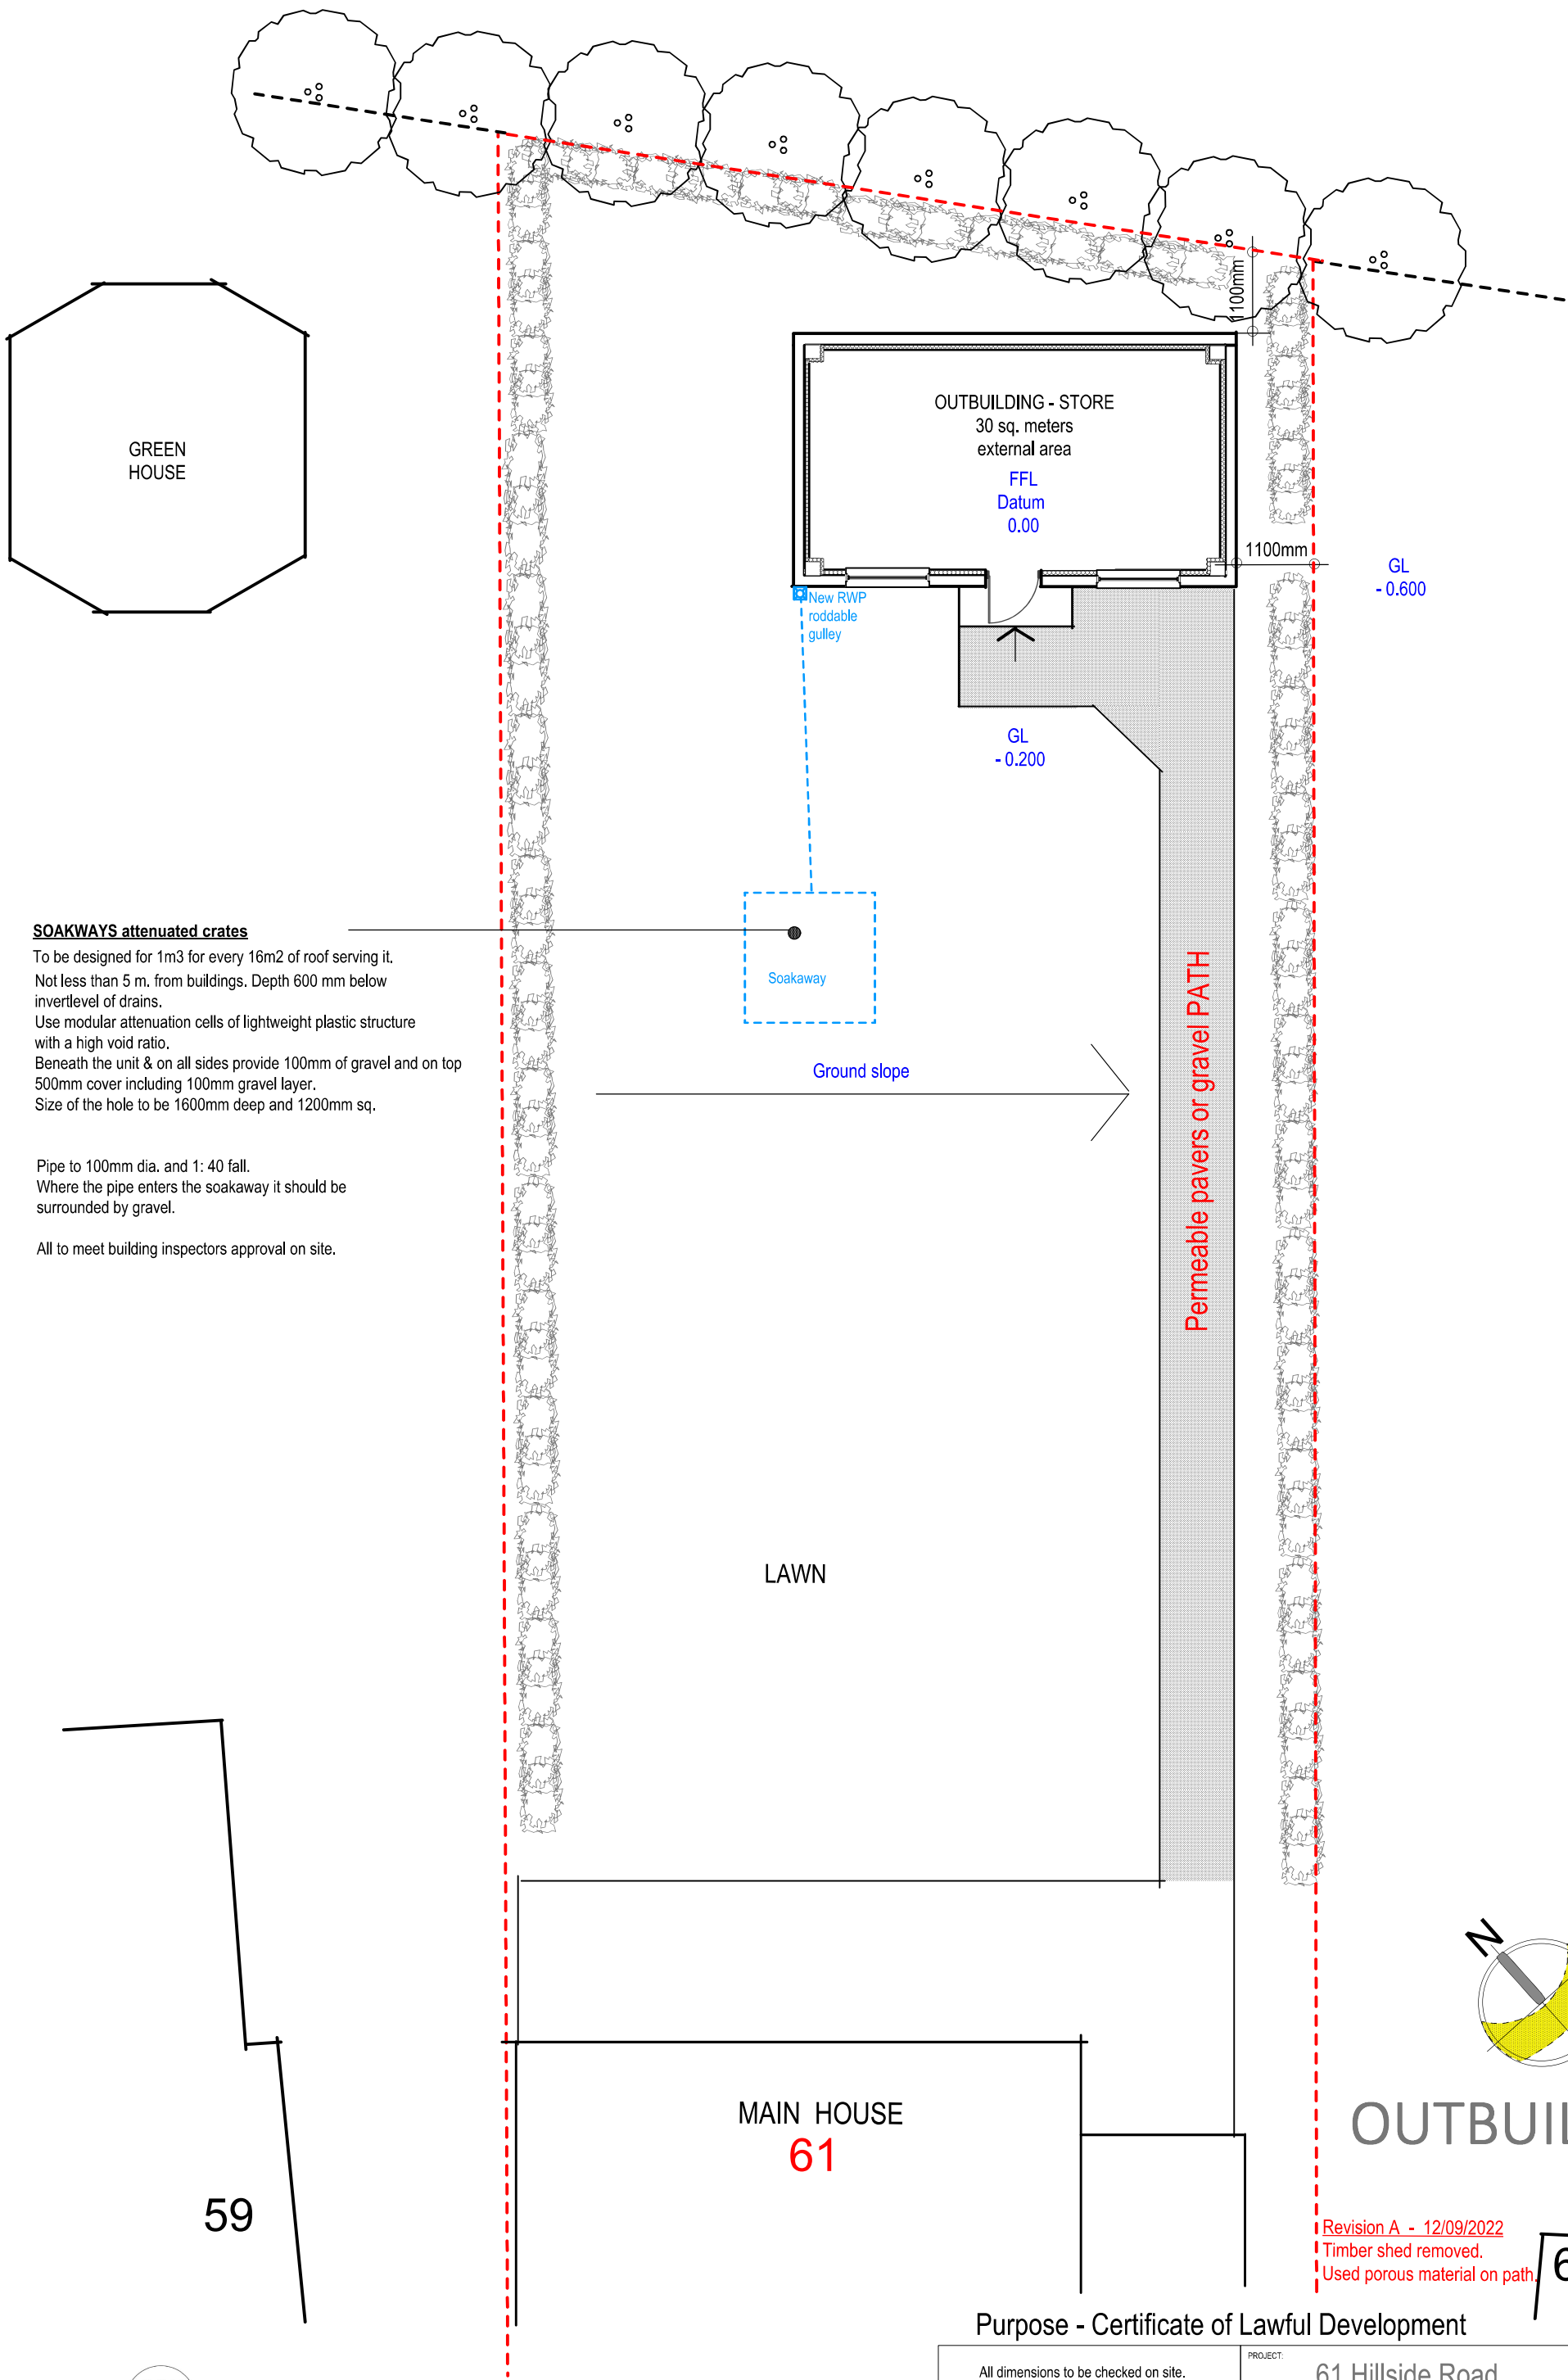 1100mm
OUTBUILDING - STORE
30 sq. meters
external area
FFL
Datum
0.00
GREEN
HOUSE
1100mm
GL
- 0.600
New RWP
roddable
gulley
GL
- 0.200
SOAKWAYS attenuated crates
To be designed for 1m3 for every 16m2 of roof serving it.
Not less than 5 m. from buildings. Depth 600 mm below
invertlevel of drains.
Use modular attenuation cells of lightweight plastic structure
with a high void ratio.
Beneath the unit & on all sides provide 100mm of gravel and on top
500mm cover including 100mm gravel layer.
Size of the hole to be 1600mm deep and 1200mm sq.
Pipe to 100mm dia. and 1: 40 fall.
Where the pipe enters the soakaway it should be
surrounded by gravel.
All to meet building inspectors approval on site.
Soakaway
Ground slope
Permeable pavers or gravel PATH
LAWN
N
MAIN HOUSE
61
59
OUTBUIL
Revision A - 12/09/2022
Timber shed removed.
Used porous material on path.
6
Purpose - Certificate of Lawful Development
All dimensions to be checked on site.
PROJECT:
61 Hillside Road